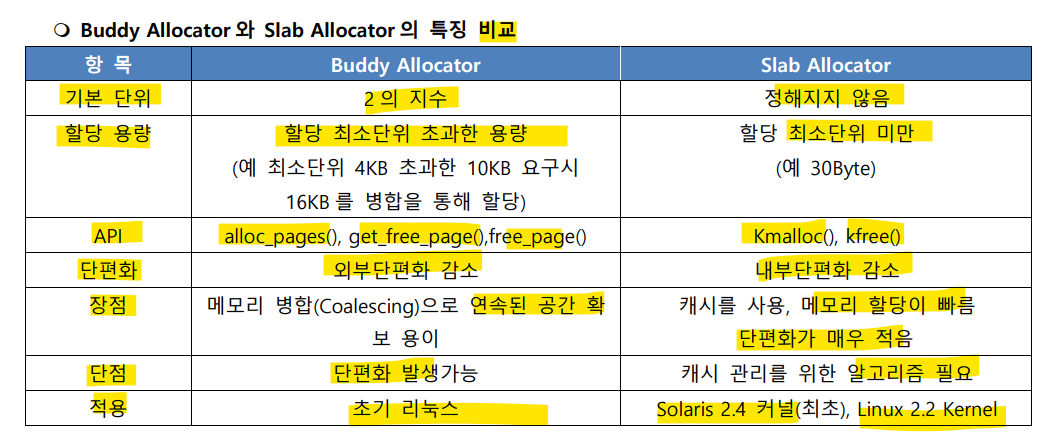 ❍ Buddy Allocator 와 Slab Allocator 의 특징 비교
항 목 Buddy Allocator Slab Allocator
기본 단위 2 의 지수 정해지지 않음
할당 용량 할당 최소단위 초과한 용량 할당 최소단위 미만
(예 최소단위 4KB 초과한 10KB 요구시 (예 30Byte)
16KB 를 병합을 통해 할당)
API alloc_pages(), get_free_page(),free_page() Kmalloc(), kfree()
단편화 외부단편화 감소 내부단편화 감소
장점 메모리 병합(Coalescing)으로 연속된 공간 확 캐시를 사용, 메모리 할당이 빠름
보 용이 단편화가 매우 적음
단점 단편화 발생가능 캐시 관리를 위한 알고리즘 필요
적용 초기 리눅스 Solaris 2.4 커널(최초), Linux 2.2 Kernel